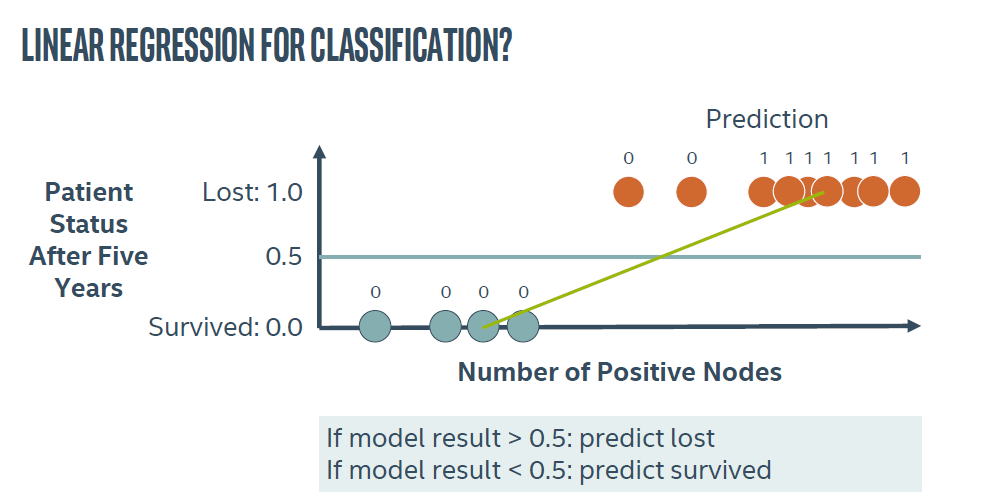 LINEAR REGRESSION FOR CLASSIFICATION?
Prediction
0 0 1 1 1 1 1 1 1
Patient
Status
After Five
Years
Lost: 1.0
0.5
0 0 0 0
Survived: 0.0
Number of Positive Nodes
If model result > 0.5: predict lost
If model result < 0.5: predict survived